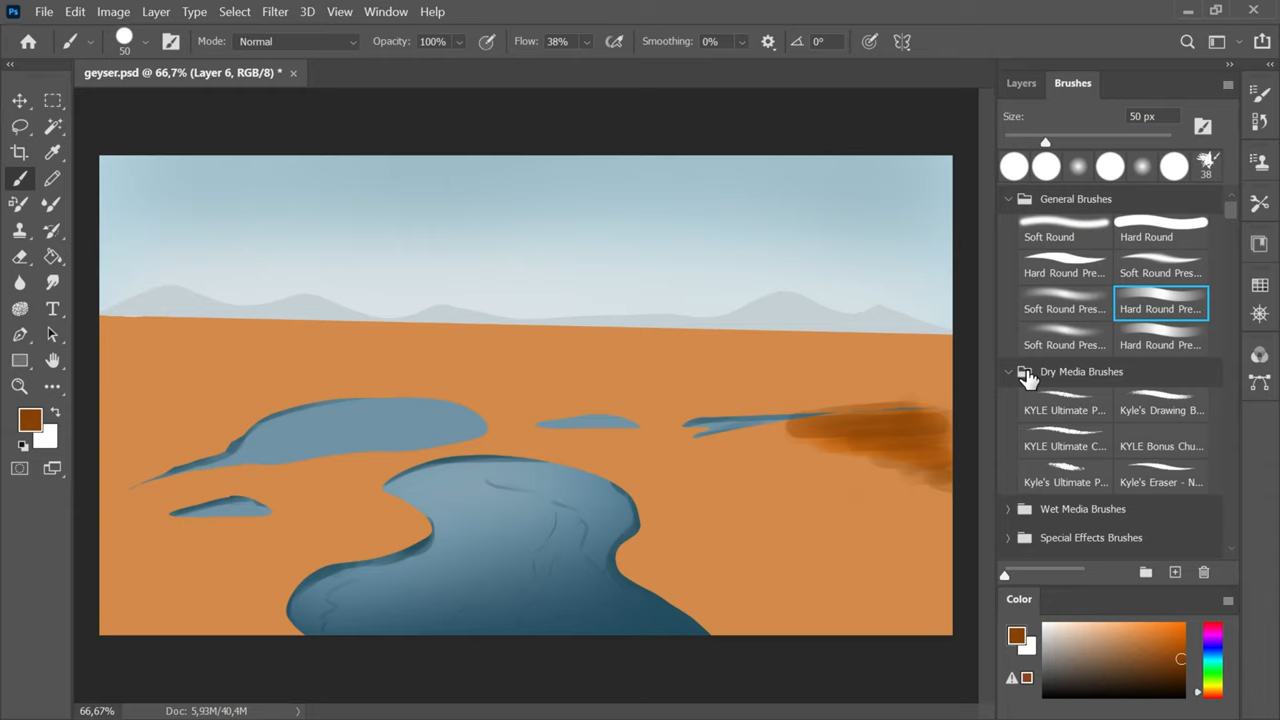 Ps File Edit Image Layer Type Select Filter 3D View Window Help
50 Mode: Normal Opacity: 100% Flow: 38% Smoothing: 0% 0°
geyser.psd @ 66,7% (Layer 6, RGB/8) *
Layers Brushes
Size: 50 px
38
General Brushes
Soft Round Hard Round
Hard Round Pre... Soft Round Pres...
Soft Round Pres... Hard Round Pre...
Soft Round Pres... Hard Round Pre...
Dry Media Brushes
KYLE Ultimate P... Kyle's Drawing B...
KYLE Ultimate C... KYLE Bonus Chu...
Kyle's Ultimate P... Kyle's Eraser - N...
Wet Media Brushes
Special Effects Brushes
Color
66,67% Doc: 5,93M/40,4M